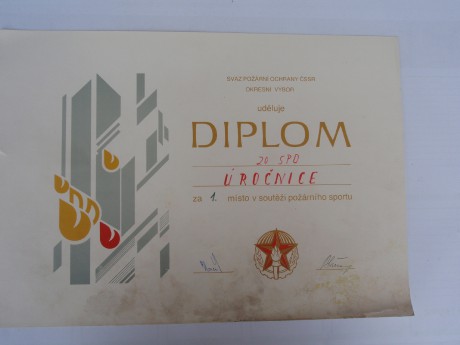 SVAZ POŽÁRNÍ OCHRANY ČSSR
OKRESNÍ VÝBOR
uděluje
DIPLOM
ZO SPO
ÚROČNICE
za 1. místo v soutěži požárního sportu